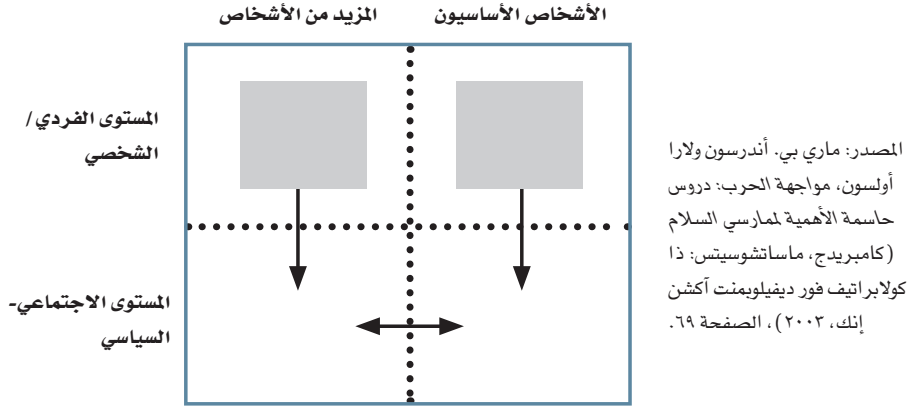 الأشخاص الأساسيون
المزيد من الأشخاص
المستوى الفردي/
الشخصي
المستوى الاجتماعي-
السياسي
المصدر: ماري بي. أندرسون ولارا
أولسون، مواجهة الحرب: دروس
حاسمة الأهمية لممارسي السلام
(كامبريدج، ماساتشوسيتس: ذا
كولابراتيف فور ديفيلوبمنت آكشن
إنك، ٢٠٠٣)، الصفحة ٦٩.